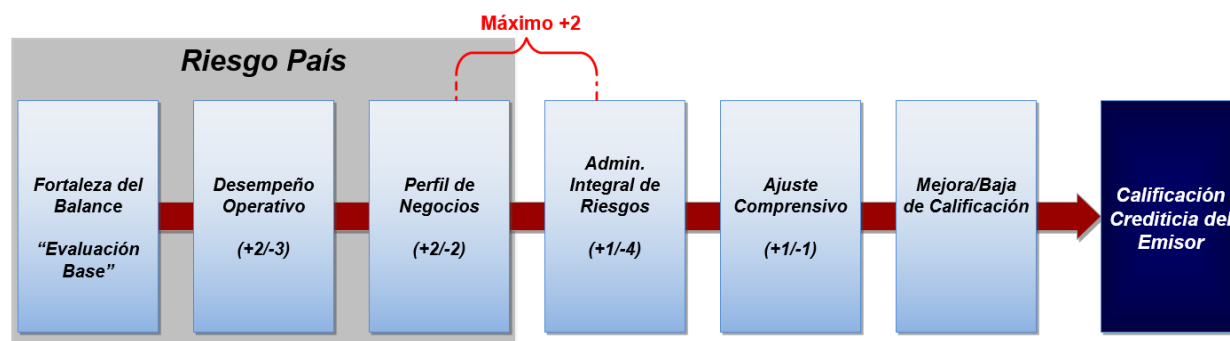 Máximo +2
Riesgo País
Fortaleza del
Balance
“Evaluación
Base”
Desempeño
Operativo
(+2/-3)
Perfil de
Negocios
(+2/-2)
Admin.
Integral de
Riesgos
(+1/-4)
Ajuste
Comprensivo
(+1/-1)
Mejora/Baja
de Calificación
Calificación
Crediticia del
Emisor